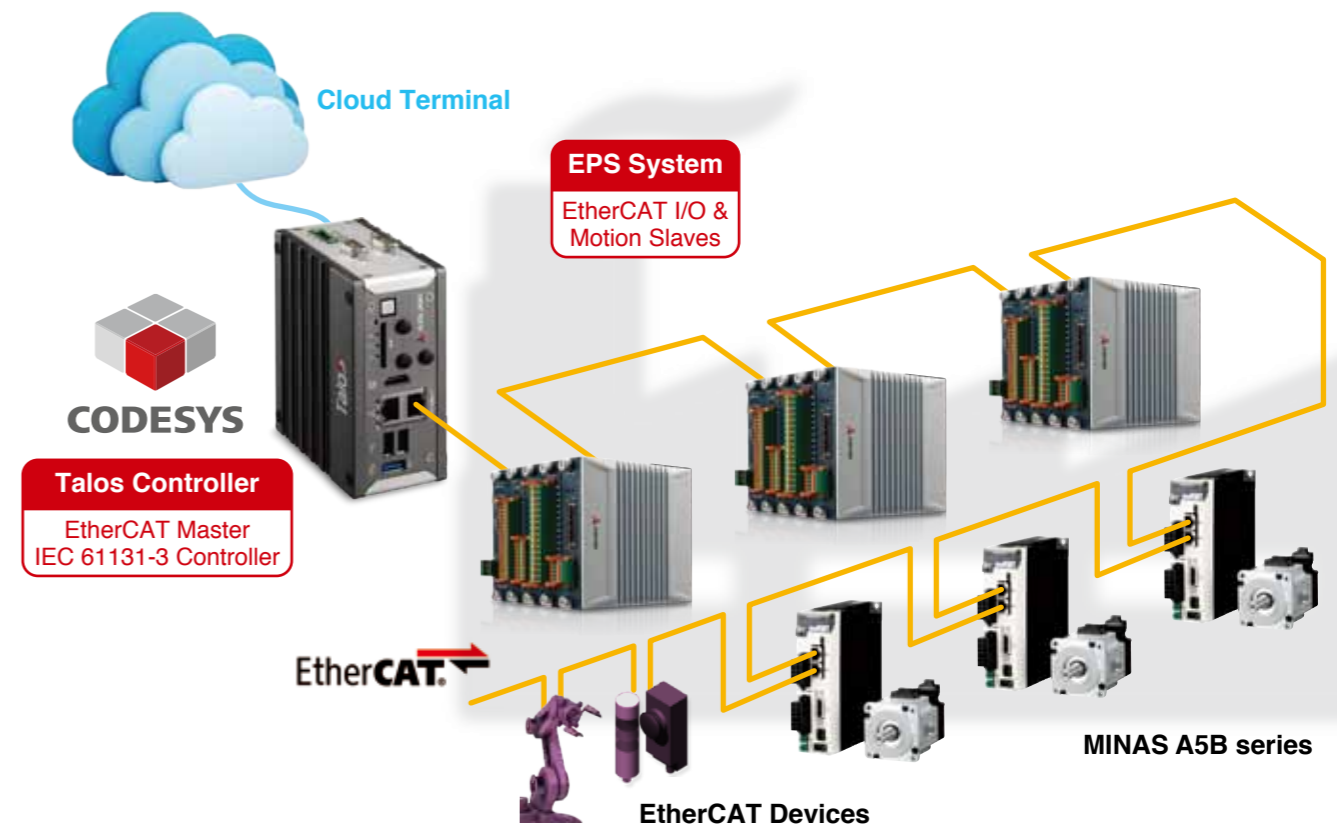 Cloud Terminal
EPS System
EtherCAT I/O &
Motion Slaves
Talos
CODESYS
Talos Controller
EtherCAT Master
IEC 61131-3 Controller
EtherCAT®
MINAS A5B series
EtherCAT Devices